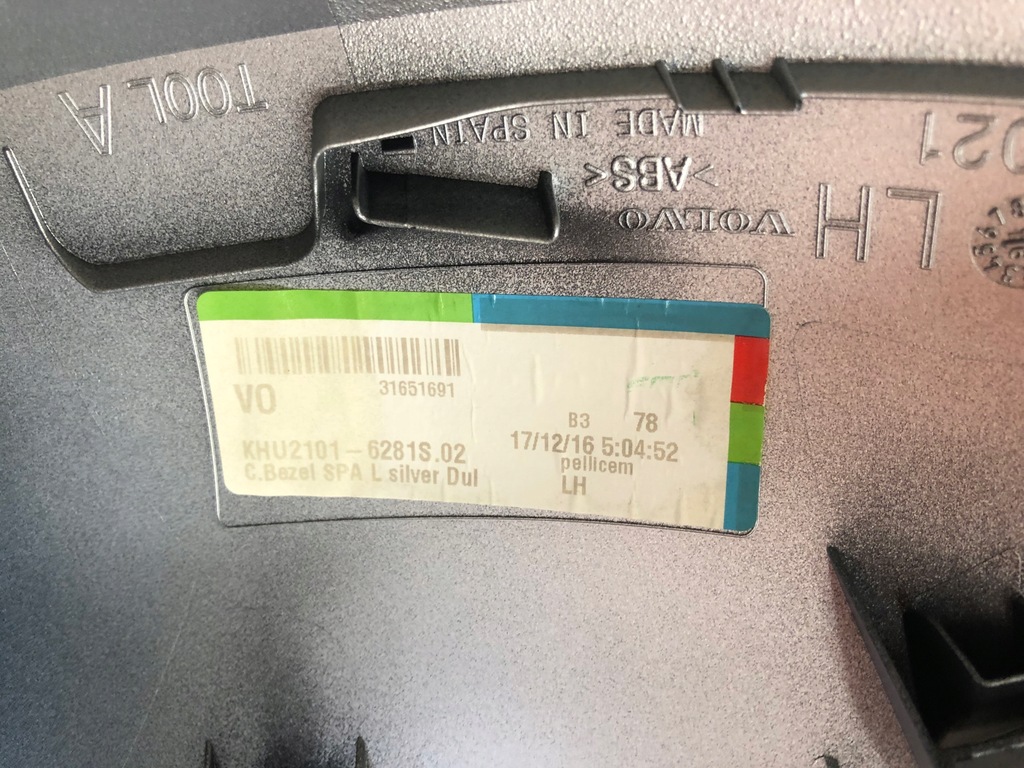 TOOL A
MADE IN SPAIN
>ABS<
VOLVO
LH
021
31651691
VO
KHU2101-6281S.02
C.Bezel SPA L silver Dul
B3 78
17/12/16 5:04:52
pellicem
LH